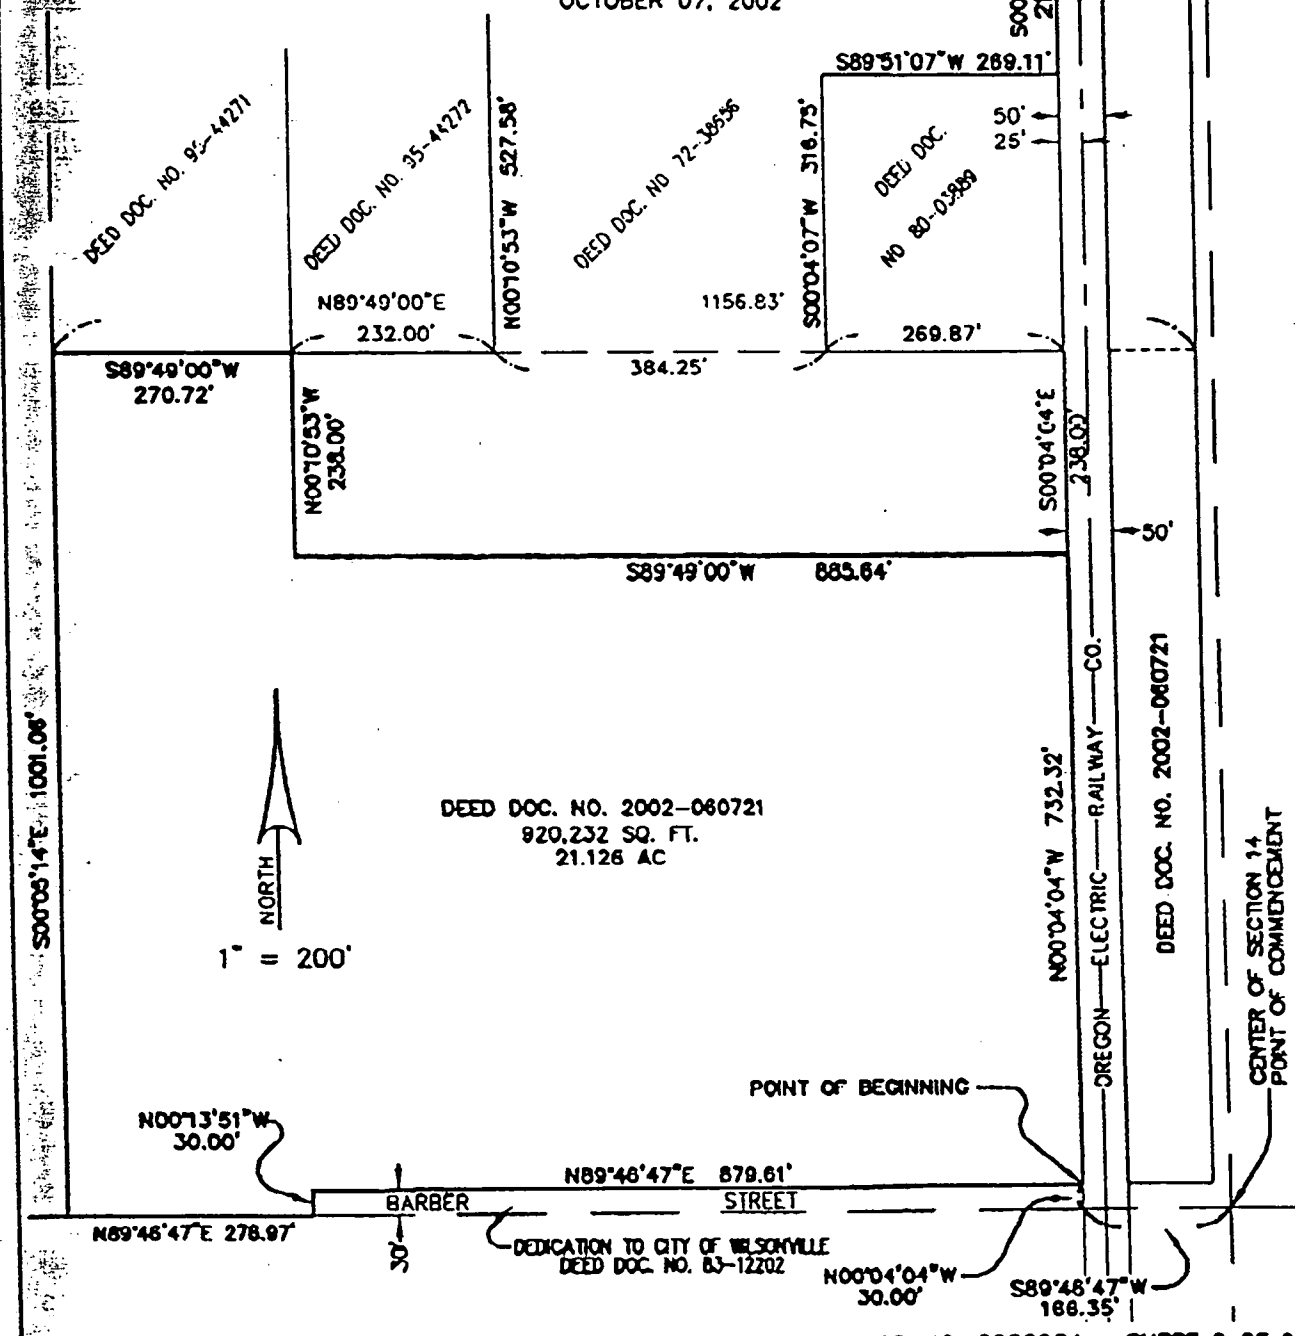 OCTOBER 07, 2002
S00
S89°51'07"W 269.11'
50'
25'
DEED DOC. NO. 95-44271
DEED DOC. NO. 95-44272
N00°10'53"W 527.58'
DEED DOC. NO 72-38656
S00°04'07"W 316.75'
DEED DOC.
NO 80-03889
N89°49'00"E
232.00'
1156.83'
269.87'
384.25'
S89°49'00"W
270.72'
N00°10'53"W
238.00'
S00°04'04"E
238.00'
50'
S89°49'00"W 885.64'
S00°05'14"E 1001.06'
NORTH
1" = 200'
DEED DOC. NO. 2002-060721
920,232 SQ. FT.
21.126 AC
N00°04'04"W 732.32'
OREGON ELECTRIC RAILWAY CO.
DEED DOC. NO. 2002-060721
CENTER OF SECTION 14
POINT OF COMMENCEMENT
POINT OF BEGINNING
N00°13'51"W
30.00'
N89°46'47"E 879.61'
BARBER STREET
N89°46'47"E 276.97'
30'
DEDICATION TO CITY OF WILSONVILLE
DEED DOC. NO. 83-12202
N00°04'04"W
30.00'
S89°46'47"W
166.35'